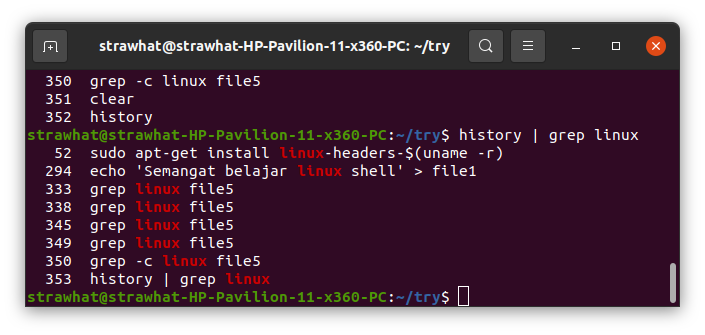 strawhat@strawhat-HP-Pavilion-11-x360-PC: ~/try
350 grep -c linux file5
351 clear
352 history
strawhat@strawhat-HP-Pavilion-11-x360-PC:~/try$ history | grep linux
52 sudo apt-get install linux-headers-$(uname -r)
294 echo 'Semangat belajar linux shell' > file1
333 grep linux file5
338 grep linux file5
345 grep linux file5
349 grep linux file5
350 grep -c linux file5
353 history | grep linux
strawhat@strawhat-HP-Pavilion-11-x360-PC:~/try$